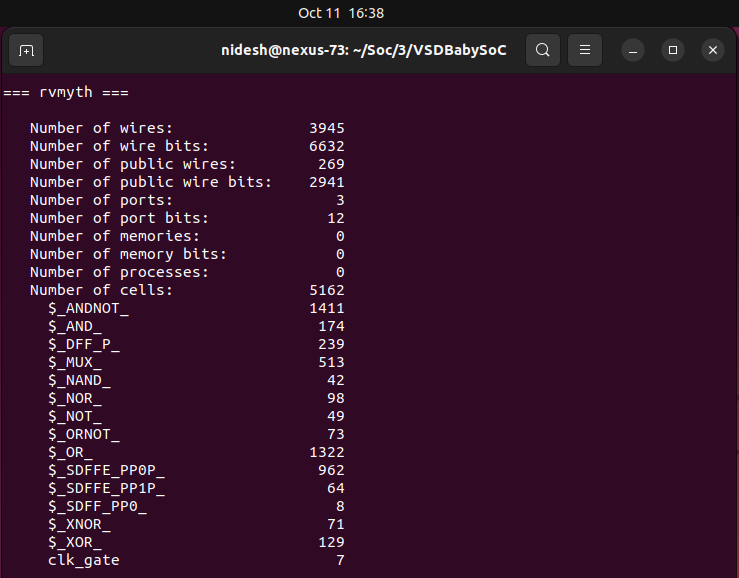 Oct 11 16:38
nidesh@nexus-73: ~/Soc/3/VSDBabySoC
=== rvmyth ===
Number of wires: 3945
Number of wire bits: 6632
Number of public wires: 269
Number of public wire bits: 2941
Number of ports: 3
Number of port bits: 12
Number of memories: 0
Number of memory bits: 0
Number of processes: 0
Number of cells: 5162
$_ANDNOT_ 1411
$_AND_ 174
$_DFF_P_ 239
$_MUX_ 513
$_NAND_ 42
$_NOR_ 98
$_NOT_ 49
$_ORNOT_ 73
$_OR_ 1322
$_SDFFE_PP0P_ 962
$_SDFFE_PP1P_ 64
$_SDFF_PP0_ 8
$_XNOR_ 71
$_XOR_ 129
clk_gate 7